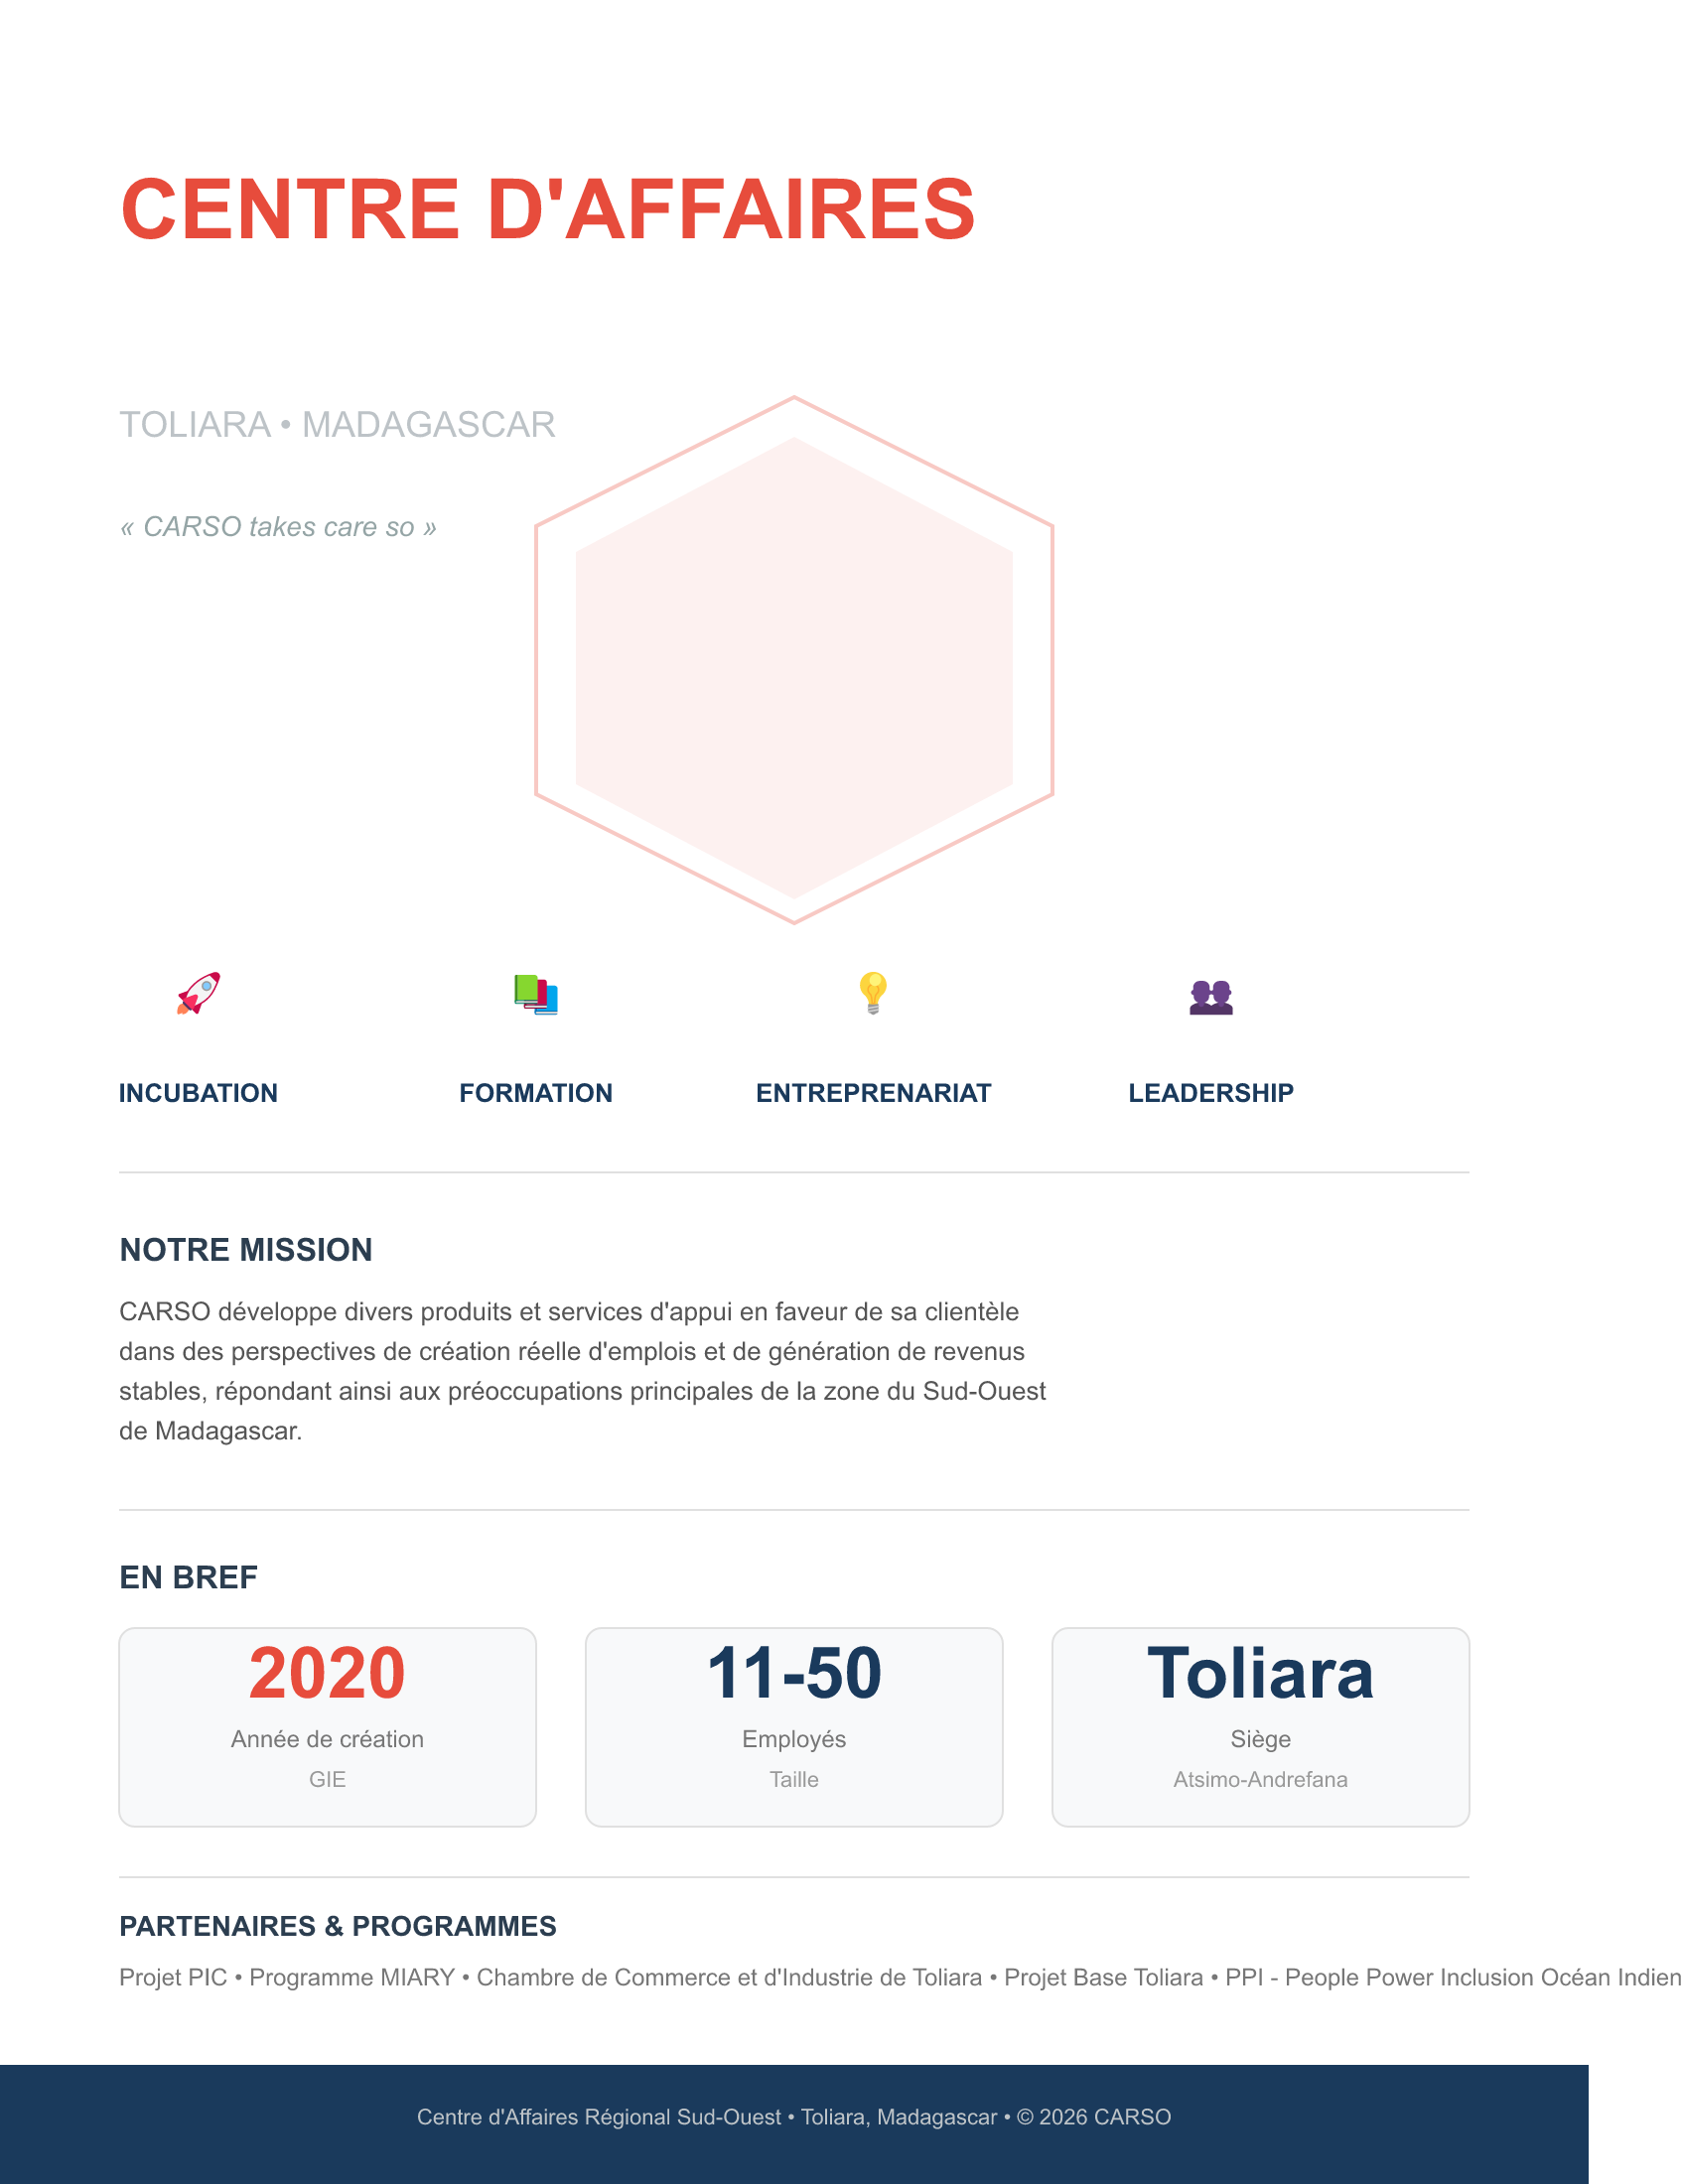 CENTRE D'AFFAIRES
TOLIARA • MADAGASCAR
« CARSO takes care so »
INCUBATION
FORMATION
ENTREPRENARIAT
LEADERSHIP
NOTRE MISSION
CARSO développe divers produits et services d'appui en faveur de sa clientèle
dans des perspectives de création réelle d'emplois et de génération de revenus
stables, répondant ainsi aux préoccupations principales de la zone du Sud-Ouest
de Madagascar.
EN BREF
2020
Année de création
GIE
11-50
Employés
Taille
Toliara
Siège
Atsimo-Andrefana
PARTENAIRES & PROGRAMMES
Projet PIC • Programme MIARY • Chambre de Commerce et d'Industrie de Toliara • Projet Base Toliara • PPI - People Power Inclusion Océan Indien
Centre d'Affaires Régional Sud-Ouest • Toliara, Madagascar • © 2026 CARSO